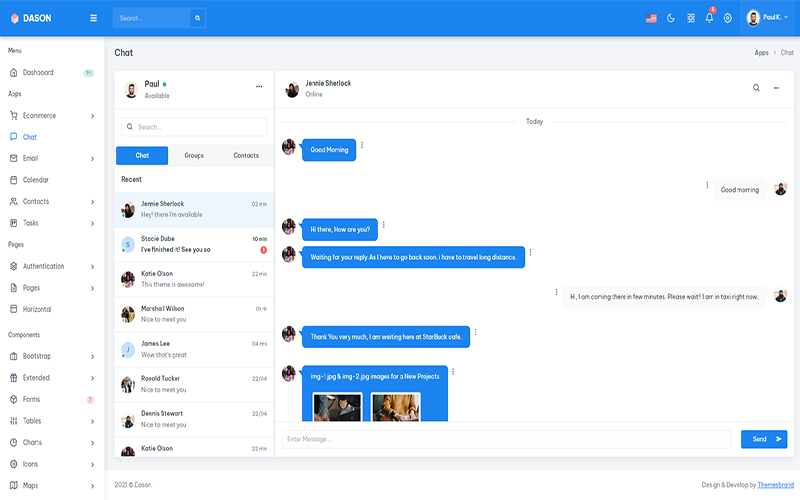 DASON
Search...
8
Paul K.
Menu
Dashboard
9+
Apps
Ecommerce
Chat
Email
Calendar
Contacts
Tasks
Pages
Authentication
Pages
Horizontal
Components
Bootstrap
Extended
Forms
7
Tables
Charts
Icons
Maps
Chat
Apps
Chat
Paul
Available
Search...
Chat Groups Contacts
Recent
Jennie Sherlock 02 min
Hey! there I'm available
Stacie Dube 10 min
I've finished it! See you so
Katie Olson 22 min
This theme is awesome!
Marshall Wilson 01 Hr
Nice to meet you
James Lee 04 Hrs
Wow that's great
Ronald Tucker 22/04
Nice to meet you
Dennis Stewart 22/04
Nice to meet you
Katie Olson 22 min
Jennie Sherlock
Online
Today
Good Morning
Good morning
Hi there, How are you?
Waiting for your reply.As I heve to go back soon. i have to travel long distance.
Hi, I am coming there in few minutes. Please wait!! I am in taxi right now.
Thank You very much, I am waiting here at StarBuck cafe.
img-1.jpg & img-2.jpg images for a New Projects
Enter Message...
Send
2021 © Dason.
Design & Develop by Themesbrand